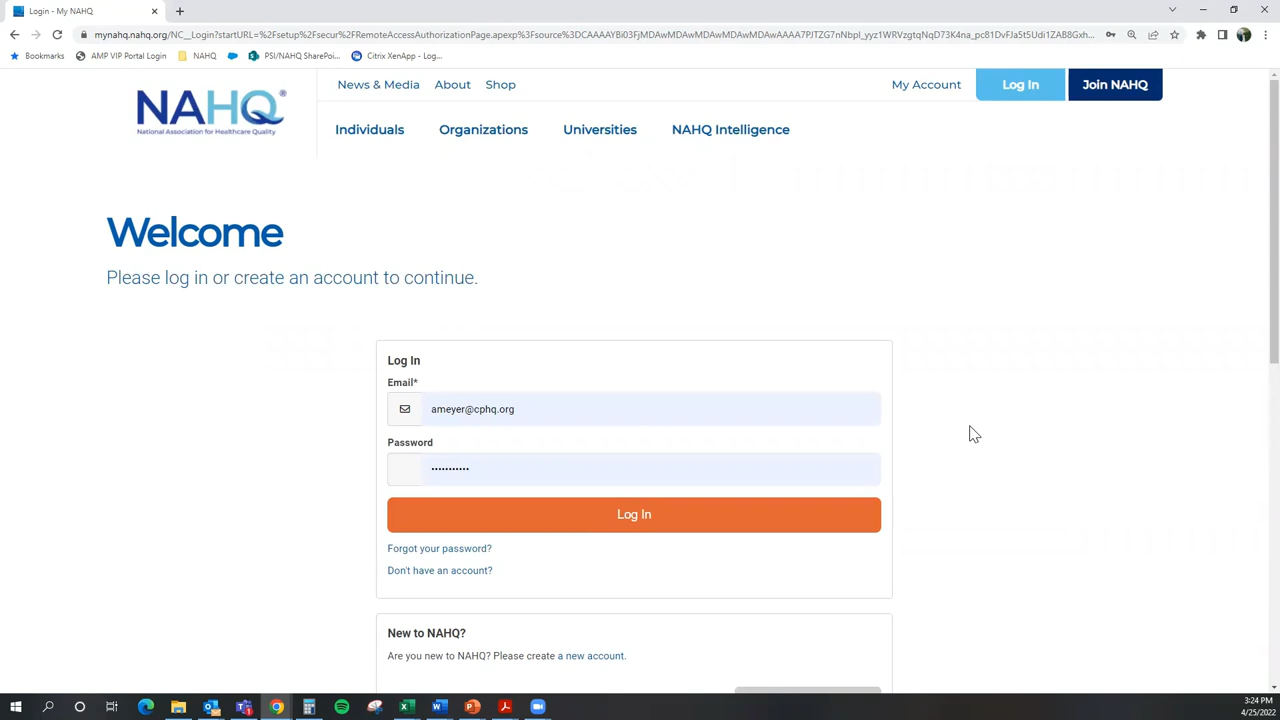 Login - My NAHQ
mynahq.nahq.org/NC__Login?startURL=%2Fsetup%2Fsecur%2FRemoteAccessAuthorizationPage.apexp%3Fsource%3DCAAAAYBi03FjMDAwMDAwMDAwMDAwMDAwAAAA7PJTZG7nNbpl_yyz1WRVzgtqNqD73K4na_pc81DvFJa5t5Udi1ZAB8Gxh...
Bookmarks AMP VIP Portal Login NAHQ PSI/NAHQ SharePoi... Citrix XenApp - Log...
News & Media About Shop My Account Log In Join NAHQ
NAHQ®
National Association for Healthcare Quality
Individuals Organizations Universities NAHQ Intelligence
Welcome
Please log in or create an account to continue.
Log In
Email*
ameyer@cphq.org
Password
•••••••••••
Log In
Forgot your password?
Don't have an account?
New to NAHQ?
Are you new to NAHQ? Please create a new account.
3:24 PM
4/25/2022